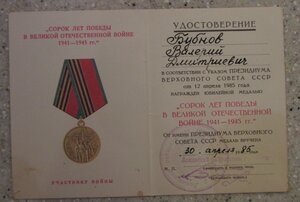 "СОРОК ЛЕТ ПОБЕДЫ
В ВЕЛИКОЙ ОТЕЧЕСТВЕННОЙ ВОЙНЕ
1941—1945 гг."
УЧАСТНИКУ ВОЙНЫ
УДОСТОВЕРЕНИЕ
Бубнов
Валерий
Дмитриевич
В СООТВЕТСТВИИ С УКАЗОМ ПРЕЗИДИУМА
ВЕРХОВНОГО СОВЕТА СССР
от 12 апреля 1985 года
НАГРАЖДЕН ЮБИЛЕЙНОЙ МЕДАЛЬЮ
"СОРОК ЛЕТ ПОБЕДЫ
В ВЕЛИКОЙ ОТЕЧЕСТВЕННОЙ
ВОЙНЕ 1941—1945 гг."
От имени ПРЕЗИДИУМА ВЕРХОВНОГО
СОВЕТА СССР МЕДАЛЬ ВРУЧЕНА
30 апреля 1985 г.
М. П.